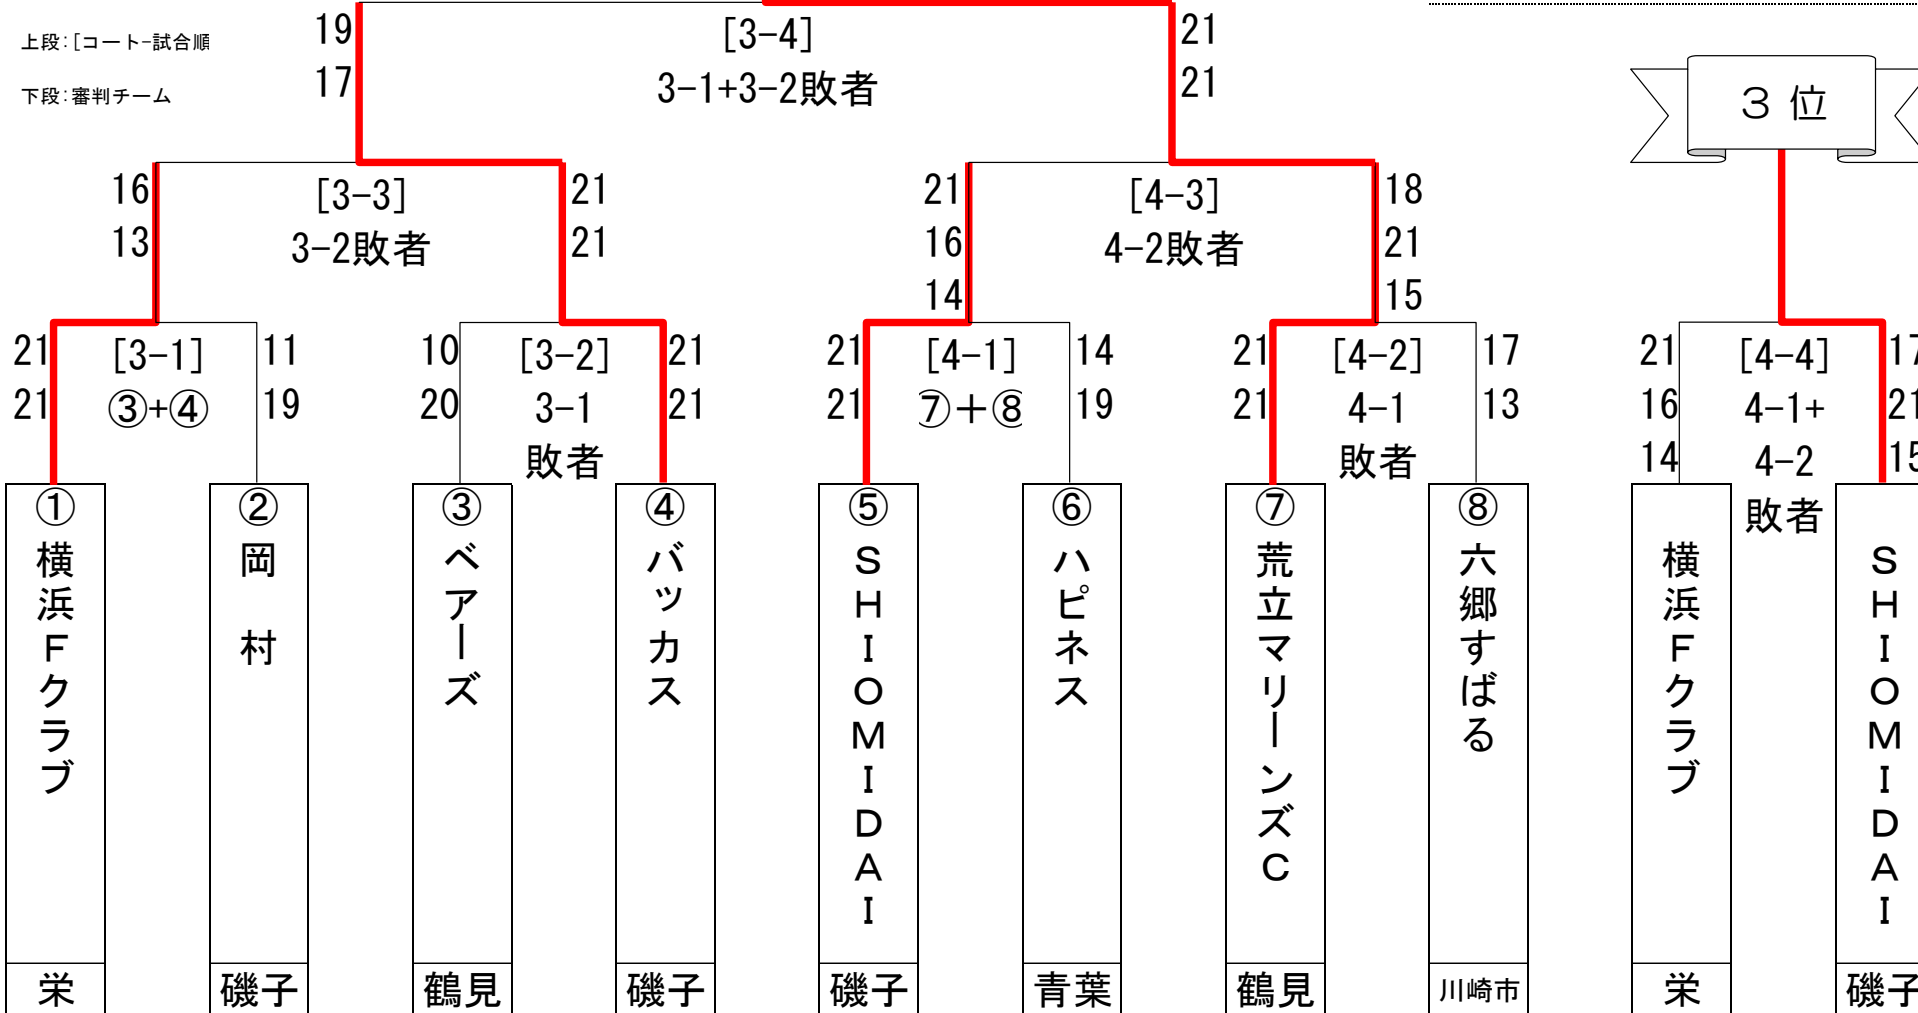 19 [3-4] 21
上段:[コート-試合順
17 3-1+3-2敗者 21
下段:審判チーム
3 位
16 [3-3] 21 21 [4-3] 18
13 3-2敗者 21 16 4-2敗者 21
14 15
21 [3-1] 11 10 [3-2] 21 21 [4-1] 14 21 [4-2] 17 21 [4-4] 17
21 ③+④ 19 20 3-1 21 21 ⑦+⑧ 19 21 4-1 13 16 4-1+ 21
敗者 敗者 14 4-2 15
敗者
① ② ③ ④ ⑤ ⑥ ⑦ ⑧
横浜Fクラブ
岡 村
ベアーズ
バッカス
SHIOMIDAI
ハピネス
荒立マリーンズC
六郷すばる
横浜Fクラブ
SHIOMIDAI
栄 磯子 鶴見 磯子 磯子 青葉 鶴見 川崎市 栄 磯子